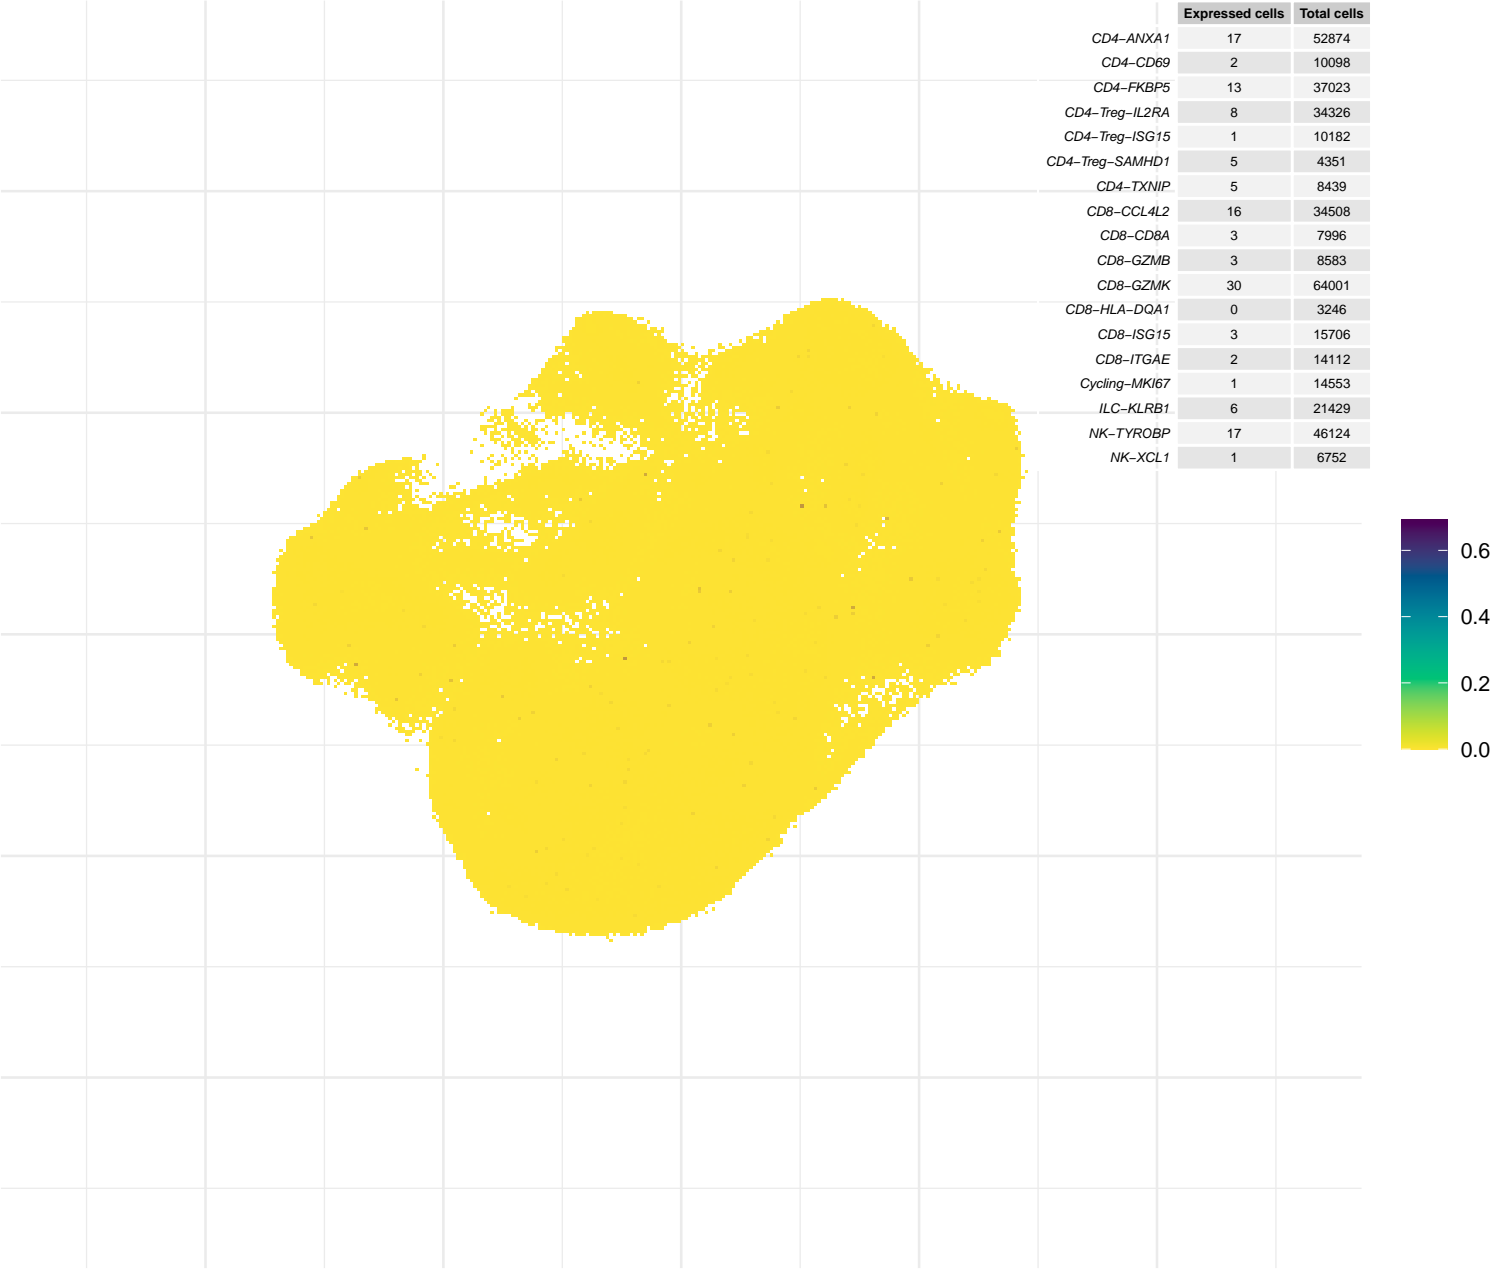 Expressed cells Total cells
CD4−ANXA1 17 52874
CD4−CD69 2 10098
CD4−FKBP5 13 37023
CD4−Treg−IL2RA 8 34326
CD4−Treg−ISG15 1 10182
CD4−Treg−SAMHD1 5 4351
CD4−TXNIP 5 8439
CD8−CCL4L2 16 34508
CD8−CD8A 3 7996
CD8−GZMB 3 8583
CD8−GZMK 30 64001
CD8−HLA−DQA1 0 3246
CD8−ISG15 3 15706
CD8−ITGAE 2 14112
Cycling−MKI67 1 14553
ILC−KLRB1 6 21429
NK−TYROBP 17 46124
NK−XCL1 1 6752
0.6
0.4
0.2
0.0